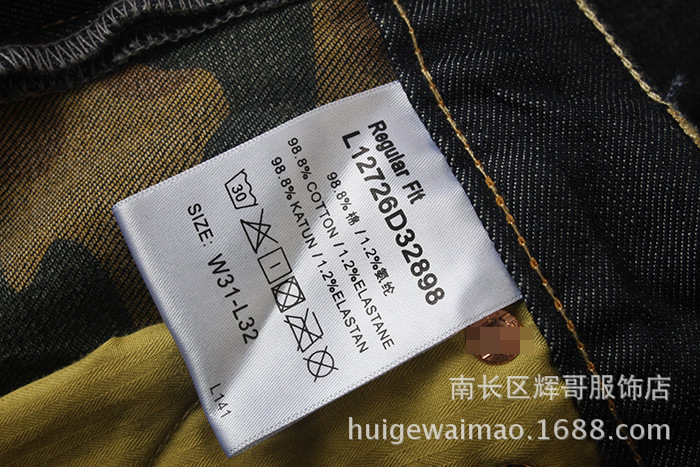 Regular Fit
L12726D32898
98.8% 棉 / 1.2%氨纶
98.8% COTTON / 1.2%ELASTANE
98.8% KATUN / 1.2%ELASTAN
30
SIZE: W31-L32
L141
南长区辉哥服饰店
huigewaimao.1688.com